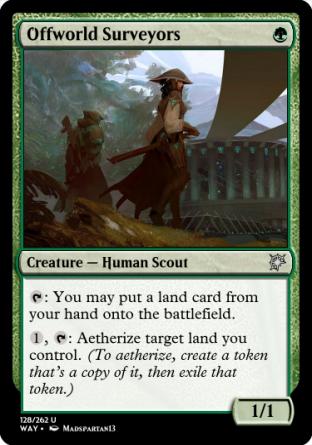 Offworld Surveyors
Creature — Human Scout
: You may put a land card from
your hand onto the battlefield.
1, : Aetherize target land you
control. (To aetherize, create a token
that's a copy of it, then exile that
token.)
1/1
128/262 U
WAY • Madspartan13